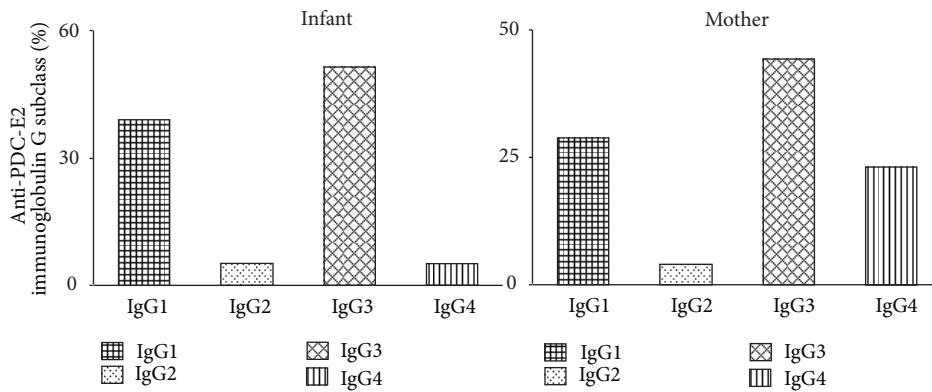 Infant
Anti-PDC-E2
immunoglobulin G subclass (%)
60
30
0
IgG1 IgG2 IgG3 IgG4
IgG1
IgG2
IgG3
IgG4
Mother
50
25
0
IgG1 IgG2 IgG3 IgG4
IgG1
IgG2
IgG3
IgG4